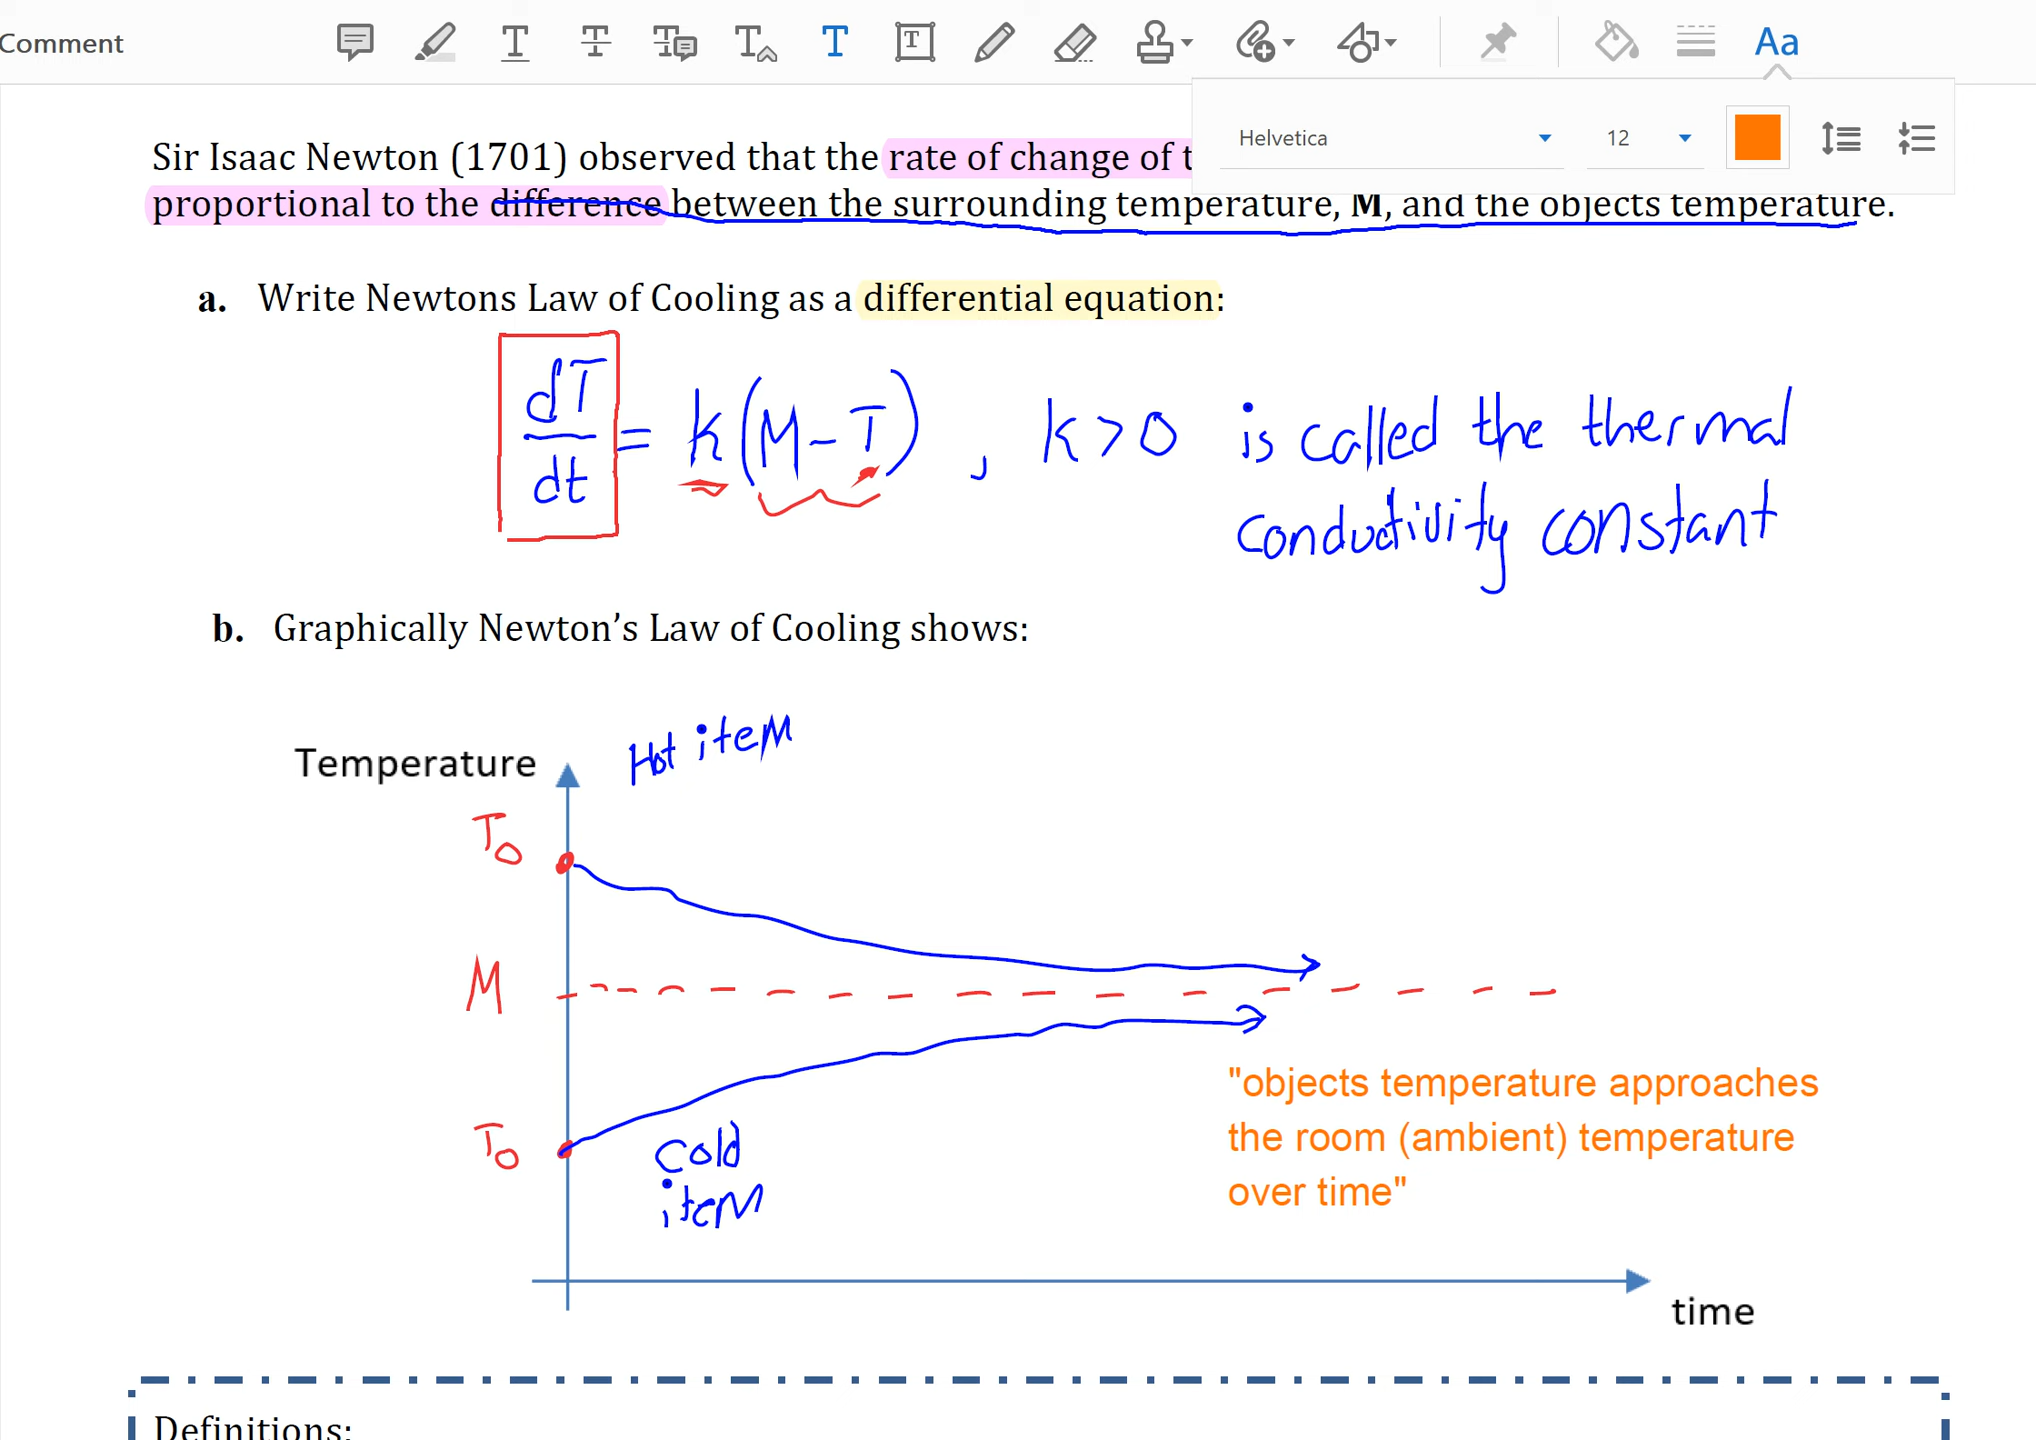 Comment
Helvetica 12 Aa
Sir Isaac Newton (1701) observed that the rate of change of t
proportional to the difference between the surrounding temperature, M, and the objects temperature.
a. Write Newtons Law of Cooling as a differential equation:
dT/dt = k(M-T), k>0 is called the thermal
conductivity constant
b. Graphically Newton's Law of Cooling shows:
Hot item
Temperature
To
M
To
Cold
item
"objects temperature approaches
the room (ambient) temperature
over time"
time
Definitions: